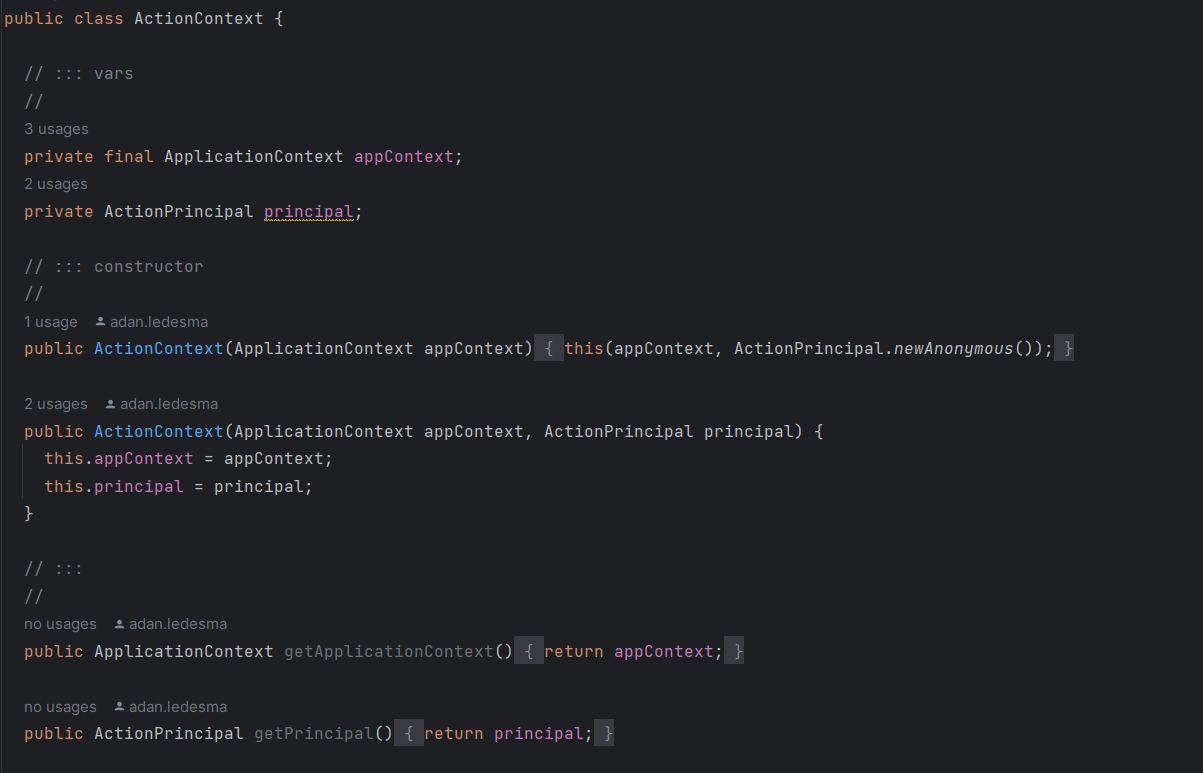 public class ActionContext {
// ::: vars
//
3 usages
private final ApplicationContext appContext;
2 usages
private ActionPrincipal principal;
// ::: constructor
//
1 usage adan.ledesma
public ActionContext(ApplicationContext appContext) { this(appContext, ActionPrincipal.newAnonymous()); }
2 usages adan.ledesma
public ActionContext(ApplicationContext appContext, ActionPrincipal principal) {
this.appContext = appContext;
this.principal = principal;
}
// :::
//
no usages adan.ledesma
public ApplicationContext getApplicationContext() { return appContext; }
no usages adan.ledesma
public ActionPrincipal getPrincipal() { return principal; }